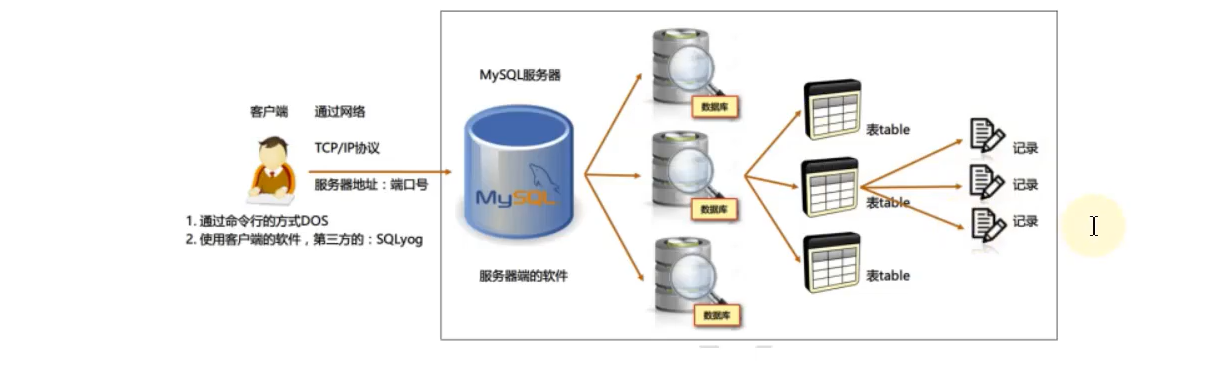 MySQL服务器
客户端
通过网络
TCP/IP协议
服务器地址：端口号
1. 通过命令行的方式DOS
2. 使用客户端的软件，第三方的：SQLyog
MySQL
服务器端的软件
数据库
数据库
数据库
表table
表table
表table
记录
记录
记录